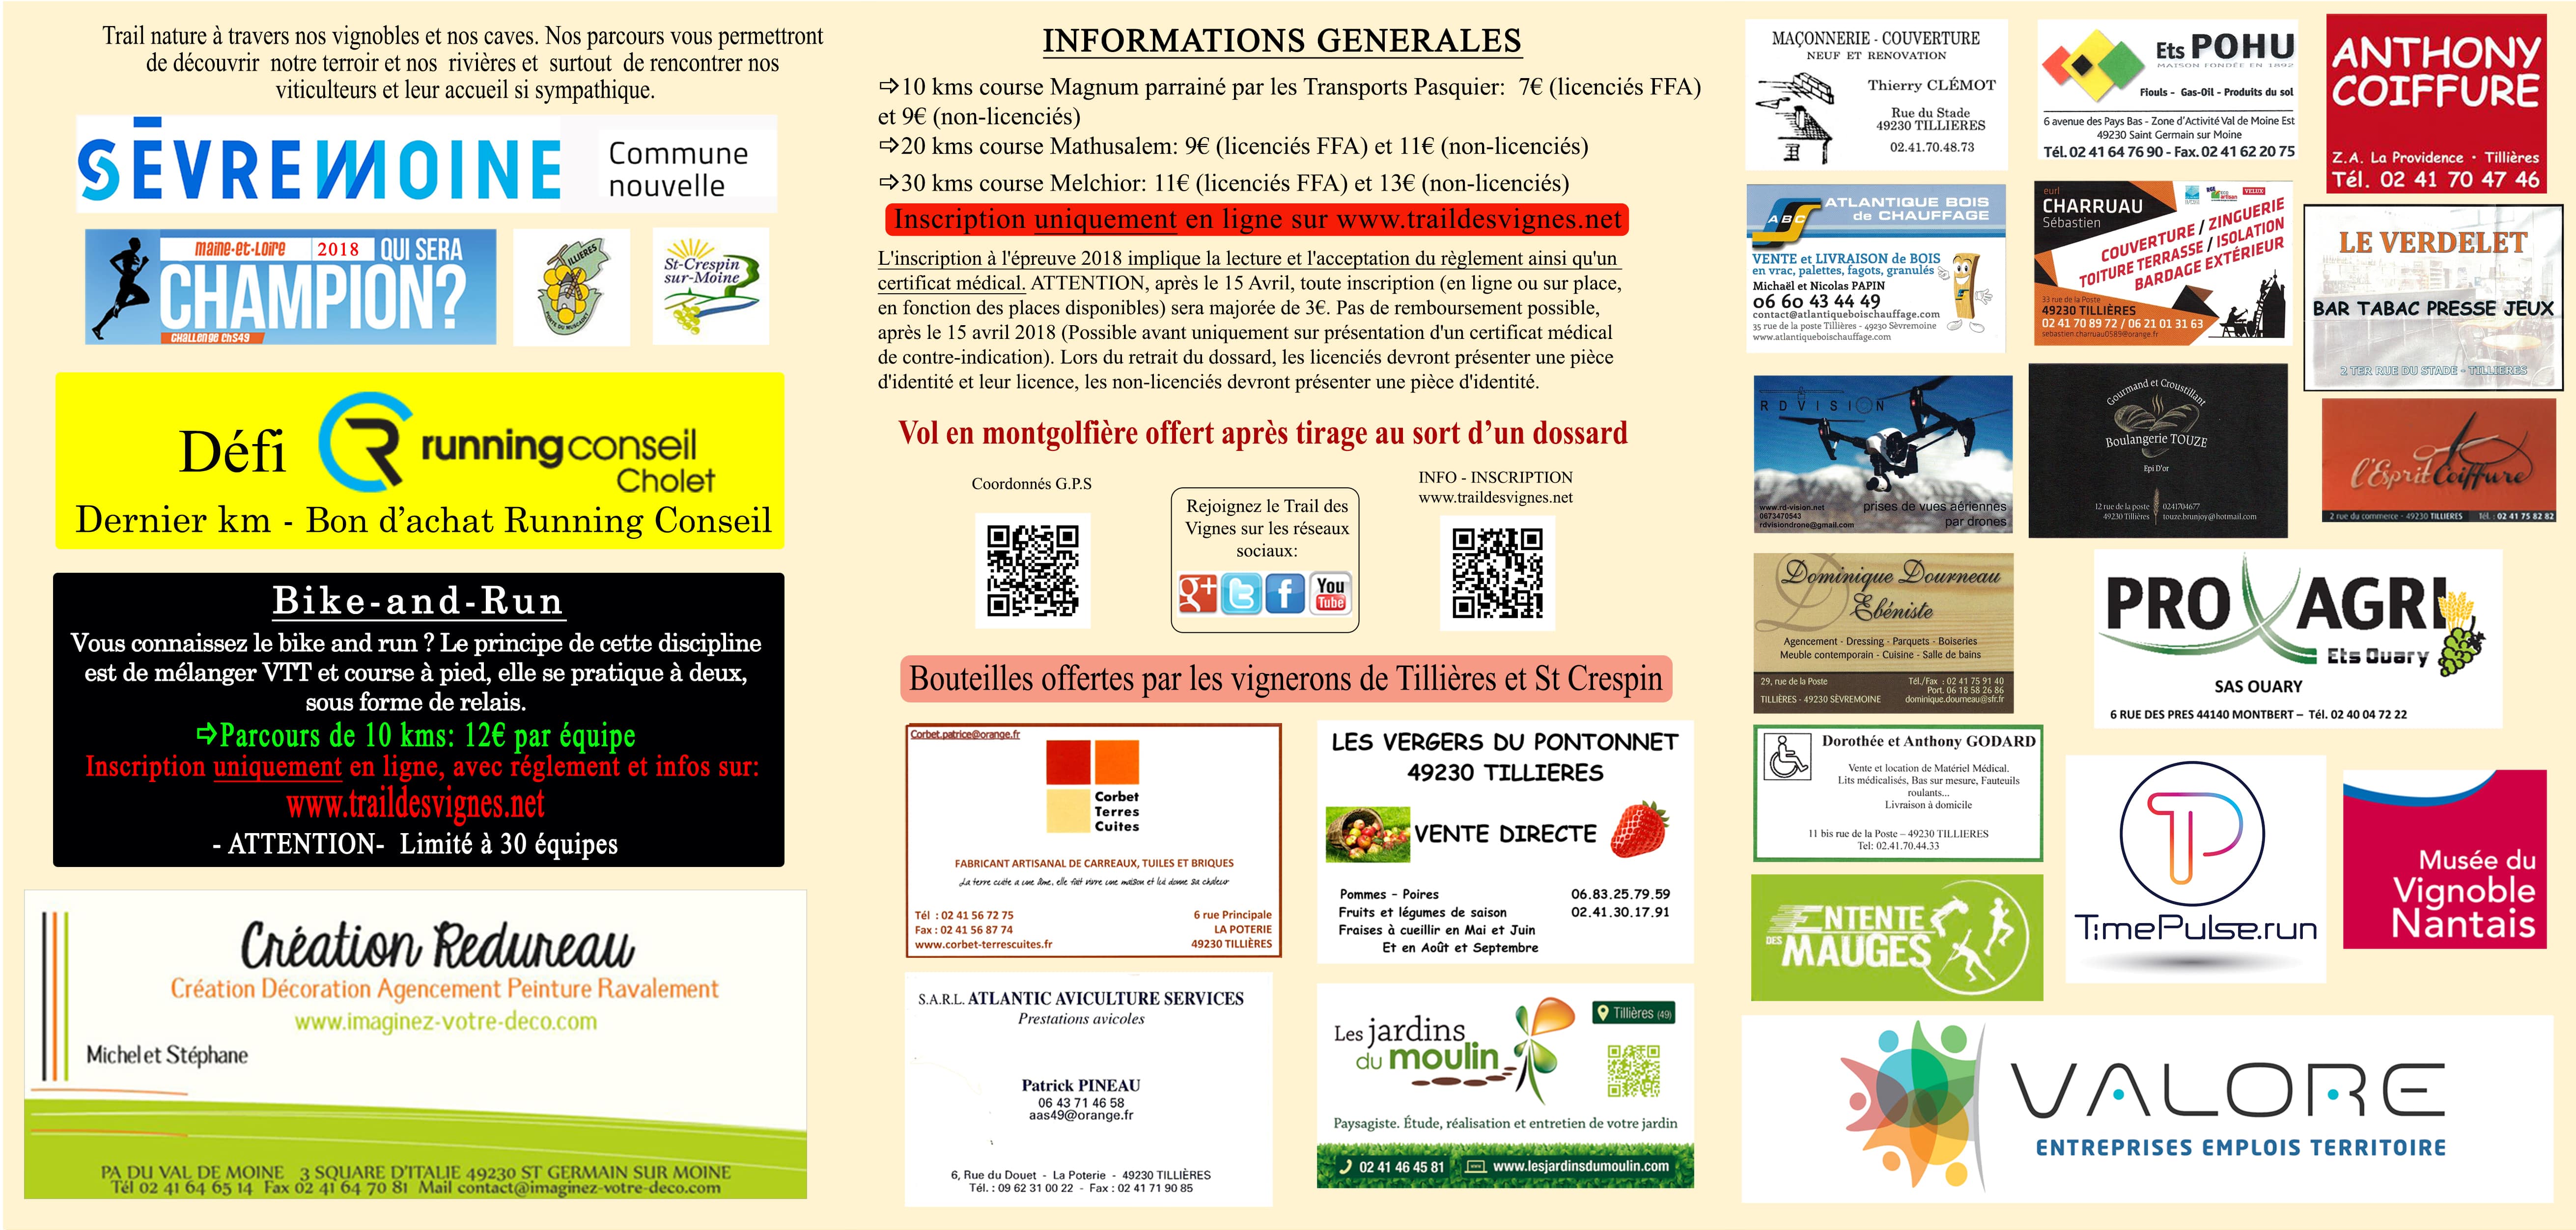 Trail nature à travers nos vignobles et nos caves. Nos parcours vous permettront
de découvrir notre terroir et nos rivières et surtout de rencontrer nos
viticulteurs et leur accueil si sympathique.
SÈVREMOINE
Commune
nouvelle
maine-et-Loire 2018 QUI SERA
CHAMPION?
CHALLENGE CHS49
TILLIERES
PORTE DU MUSCADET
St-Crespin
sur-Moine
Défi
runningconseil
Cholet
Dernier km - Bon d'achat Running Conseil
Bike-and-Run
Vous connaissez le bike and run ? Le principe de cette discipline
est de mélanger VTT et course à pied, elle se pratique à deux,
sous forme de relais.
⇨Parcours de 10 kms: 12€ par équipe
Inscription uniquement en ligne, avec réglement et infos sur:
www.traildesvignes.net
- ATTENTION- Limité à 30 équipes
Création Redureau
Création Décoration Agencement Peinture Ravalement
www.imaginez-votre-deco.com
Michel et Stéphane
PA DU VAL DE MOINE 3 SQUARE D'ITALIE 49230 ST GERMAIN SUR MOINE
Tél 02 41 64 65 14 Fax 02 41 64 70 81 Mail contact@imaginez-votre-deco.com
INFORMATIONS GENERALES
⇨10 kms course Magnum parrainé par les Transports Pasquier: 7€ (licenciés FFA)
et 9€ (non-licenciés)
⇨20 kms course Mathusalem: 9€ (licenciés FFA) et 11€ (non-licenciés)
⇨30 kms course Melchior: 11€ (licenciés FFA) et 13€ (non-licenciés)
Inscription uniquement en ligne sur www.traildesvignes.net
L'inscription à l'épreuve 2018 implique la lecture et l'acceptation du règlement ainsi qu'un
certificat médical. ATTENTION, après le 15 Avril, toute inscription (en ligne ou sur place,
en fonction des places disponibles) sera majorée de 3€. Pas de remboursement possible,
après le 15 avril 2018 (Possible avant uniquement sur présentation d'un certificat médical
de contre-indication). Lors du retrait du dossard, les licenciés devront présenter une pièce
d'identité et leur licence, les non-licenciés devront présenter une pièce d'identité.
Vol en montgolfière offert après tirage au sort d'un dossard
Coordonnés G.P.S
Rejoignez le Trail des
Vignes sur les réseaux
sociaux:
g+ t f You
Tube
INFO - INSCRIPTION
www.traildesvignes.net
Bouteilles offertes par les vignerons de Tillières et St Crespin
Corbet.patrice@orange.fr
Corbet
Terres
Cuites
FABRICANT ARTISANAL DE CARREAUX, TUILES ET BRIQUES
La terre cuite a une âme, elle fait vivre une maison et lui donne sa chaleur
Tél : 02 41 56 72 75
Fax : 02 41 56 87 74
www.corbet-terrescuites.fr
6 rue Principale
LA POTERIE
49230 TILLIÈRES
LES VERGERS DU PONTONNET
49230 TILLIERES
VENTE DIRECTE
Pommes - Poires 06.83.25.79.59
Fruits et légumes de saison 02.41.30.17.91
Fraises à cueillir en Mai et Juin
Et en Août et Septembre
S.A.R.L. ATLANTIC AVICULTURE SERVICES
Prestations avicoles
Patrick PINEAU
06 43 71 46 58
aas49@orange.fr
6, Rue du Douet - La Poterie - 49230 TILLIÈRES
Tél. : 09 62 31 00 22 - Fax : 02 41 71 90 85
Les jardins
du moulin
Tillières (49)
Paysagiste. Étude, réalisation et entretien de votre jardin
02 41 46 45 81 www.lesjardinsdumoulin.com
MAÇONNERIE - COUVERTURE
NEUF ET RENOVATION
Thierry CLÉMOT
Rue du Stade
49230 TILLIERES
02.41.70.48.73
Ets POHU
MAISON FONDÉE EN 1892
Fiouls - Gas-Oil - Produits du sol
6 avenue des Pays Bas - Zone d'Activité Val de Moine Est
49230 Saint Germain sur Moine
Tél. 02 41 64 76 90 - Fax. 02 41 62 20 75
ANTHONY
COIFFURE
Z.A. La Providence · Tillières
Tél. 02 41 70 47 46
ABC
ATLANTIQUE BOIS
de CHAUFFAGE
VENTE et LIVRAISON de BOIS
en vrac, palettes, fagots, granulés
Michaël et Nicolas PAPIN
06 60 43 44 49
contact@atlantiqueboischauffage.com
35 rue de la poste Tillières - 49230 Sèvremoine
www.atlantiqueboischauffage.com
eurl
CHARRUAU
Sébastien
VELUX
COUVERTURE / ZINGUERIE
TOITURE TERRASSE / ISOLATION
BARDAGE EXTÉRIEUR
33 rue de la Poste
49230 TILLIÈRES
02 41 70 89 72 / 06 21 01 31 63
sebastien.charruau0589@orange.fr
LE VERDELET
BAR TABAC PRESSE JEUX
2 TER RUE DU STADE - TILLIERES
RDVISION
www.rd-vision.net
0673470543
rdvisiondrone@gmail.com
prises de vues aériennes
par drones
Gourmand et Croustillant
Boulangerie TOUZE
Epi D'or
12 rue de la poste 0241704677
49230 Tillières touze.brunjoy@hotmail.com
l'Esprit Coiffure
2 rue du commerce - 49230 TILLIERES Tél. : 02 41 75 82 82
Dominique Dourneau
Ebéniste
Agencement - Dressing - Parquets - Boiseries
Meuble contemporain - Cuisine - Salle de bains
29, rue de la Poste
TILLIÈRES - 49230 SÈVREMOINE
Tél./Fax : 02 41 75 91 40
Port. 06 18 58 26 86
dominique.dourneau@sfr.fr
PRO AGRI
Ets Ouary
SAS OUARY
6 RUE DES PRES 44140 MONTBERT – Tél. 02 40 04 72 22
Dorothée et Anthony GODARD
Vente et location de Matériel Médical.
Lits médicalisés, Bas sur mesure, Fauteuils
roulants...
Livraison à domicile
11 bis rue de la Poste – 49230 TILLIERES
Tel: 02.41.70.44.33
ENTENTE
DES MAUGES
TimePulse.run
Musée du
Vignoble
Nantais
VALORE
ENTREPRISES EMPLOIS TERRITOIRE